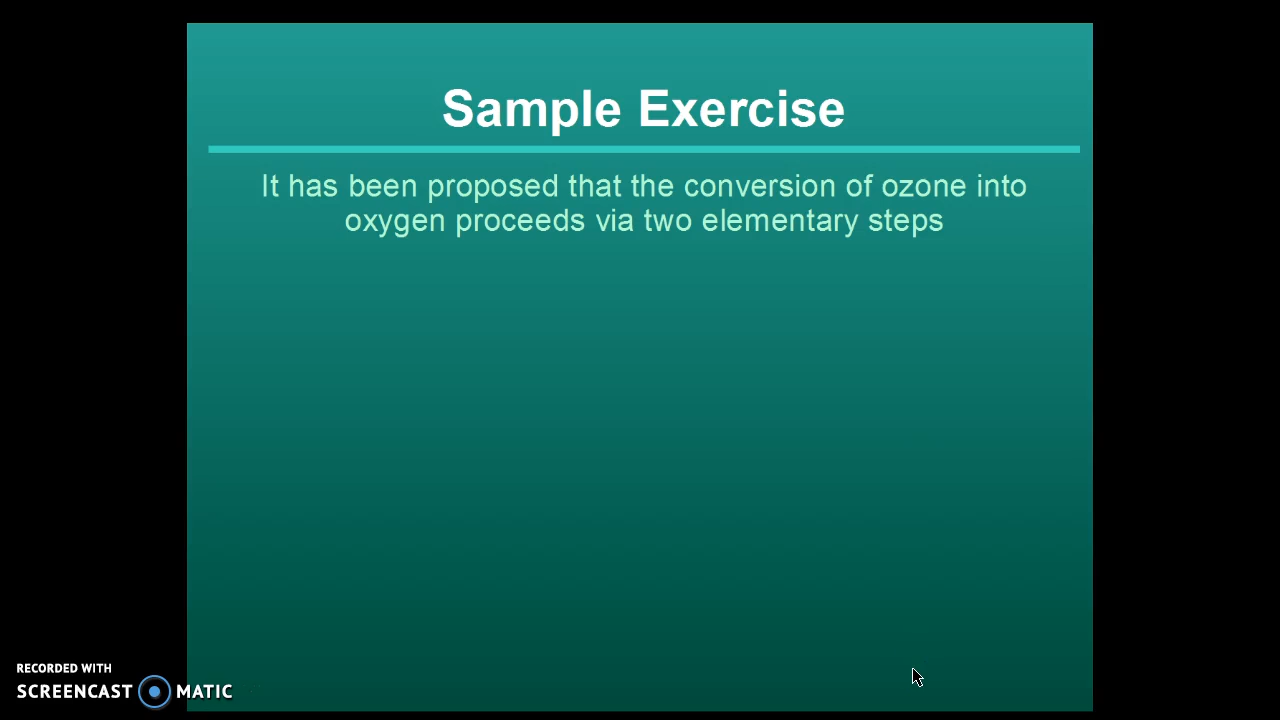 Sample Exercise
It has been proposed that the conversion of ozone into
oxygen proceeds via two elementary steps
RECORDED WITH
SCREENCAST MATIC